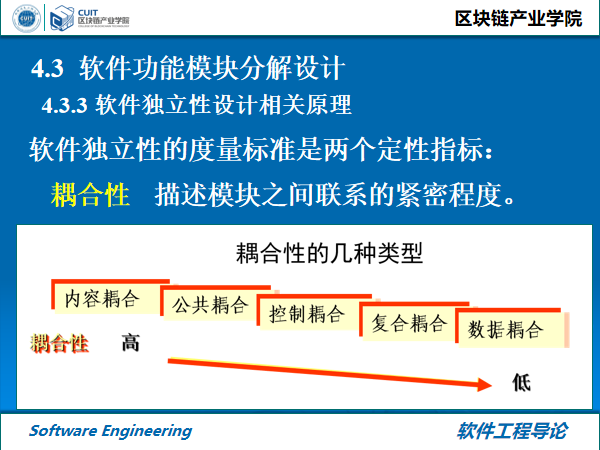 CUIT
CUIT
区块链产业学院
区块链产业学院
4.3 软件功能模块分解设计
4.3.3 软件独立性设计相关原理
软件独立性的度量标准是两个定性指标：
耦合性 描述模块之间联系的紧密程度。
耦合性的几种类型
内容耦合
公共耦合
控制耦合
复合耦合
数据耦合
耦合性 高
低
Software Engineering
软件工程导论